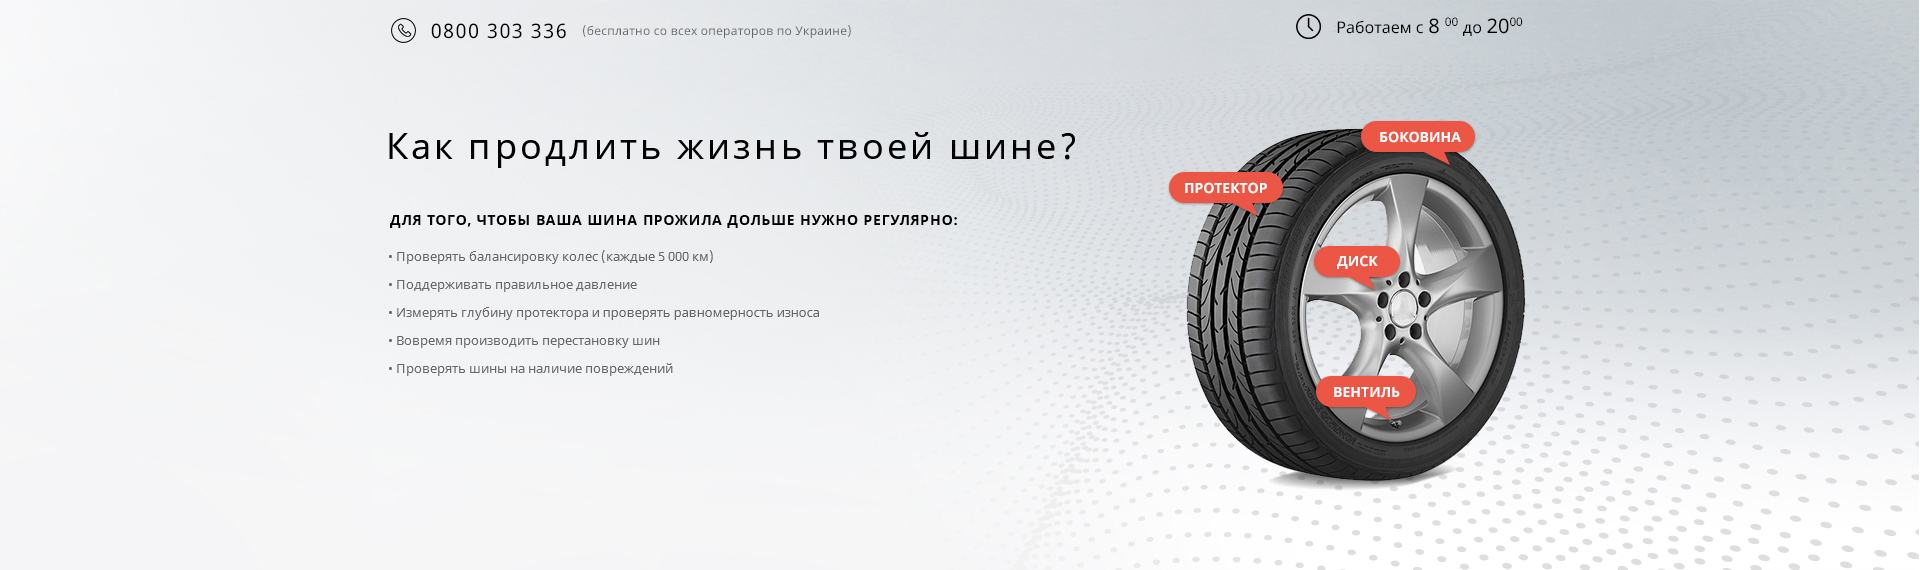 0800 303 336 (бесплатно со всех операторов по Украине)
Работаем с 8 00 до 20 00
Как продлить жизнь твоей шине?
ДЛЯ ТОГО, ЧТОБЫ ВАША ШИНА ПРОЖИЛА ДОЛЬШЕ НУЖНО РЕГУЛЯРНО:
• Проверять балансировку колес (каждые 5 000 км)
• Поддерживать правильное давление
• Измерять глубину протектора и проверять равномерность износа
• Вовремя производить перестановку шин
• Проверять шины на наличие повреждений
БОКОВИНА
ПРОТЕКТОР
ДИСК
ВЕНТИЛЬ